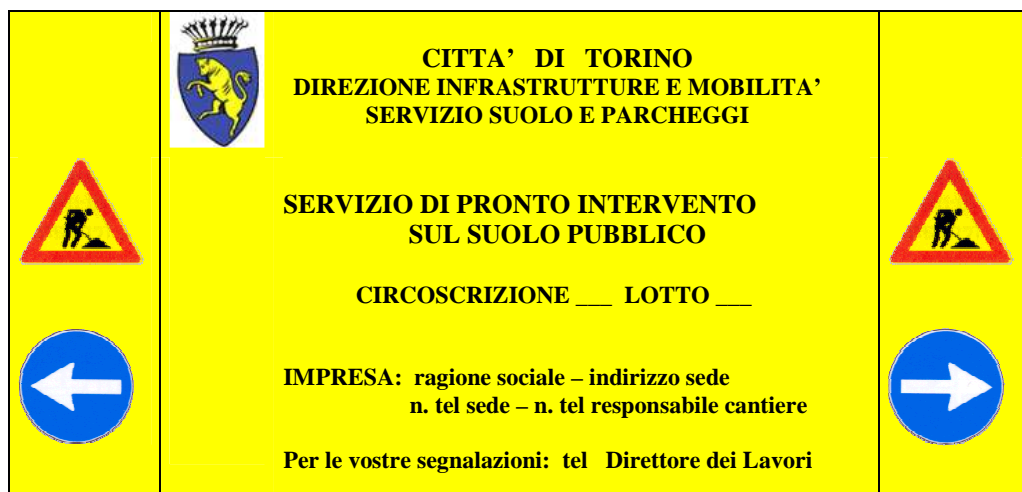 CITTA' DI TORINO
DIREZIONE INFRASTRUTTURE E MOBILITA'
SERVIZIO SUOLO E PARCHEGGI
SERVIZIO DI PRONTO INTERVENTO
SUL SUOLO PUBBLICO
CIRCOSCRIZIONE ___ LOTTO ___
IMPRESA: ragione sociale – indirizzo sede
n. tel sede – n. tel responsabile cantiere
Per le vostre segnalazioni: tel Direttore dei Lavori